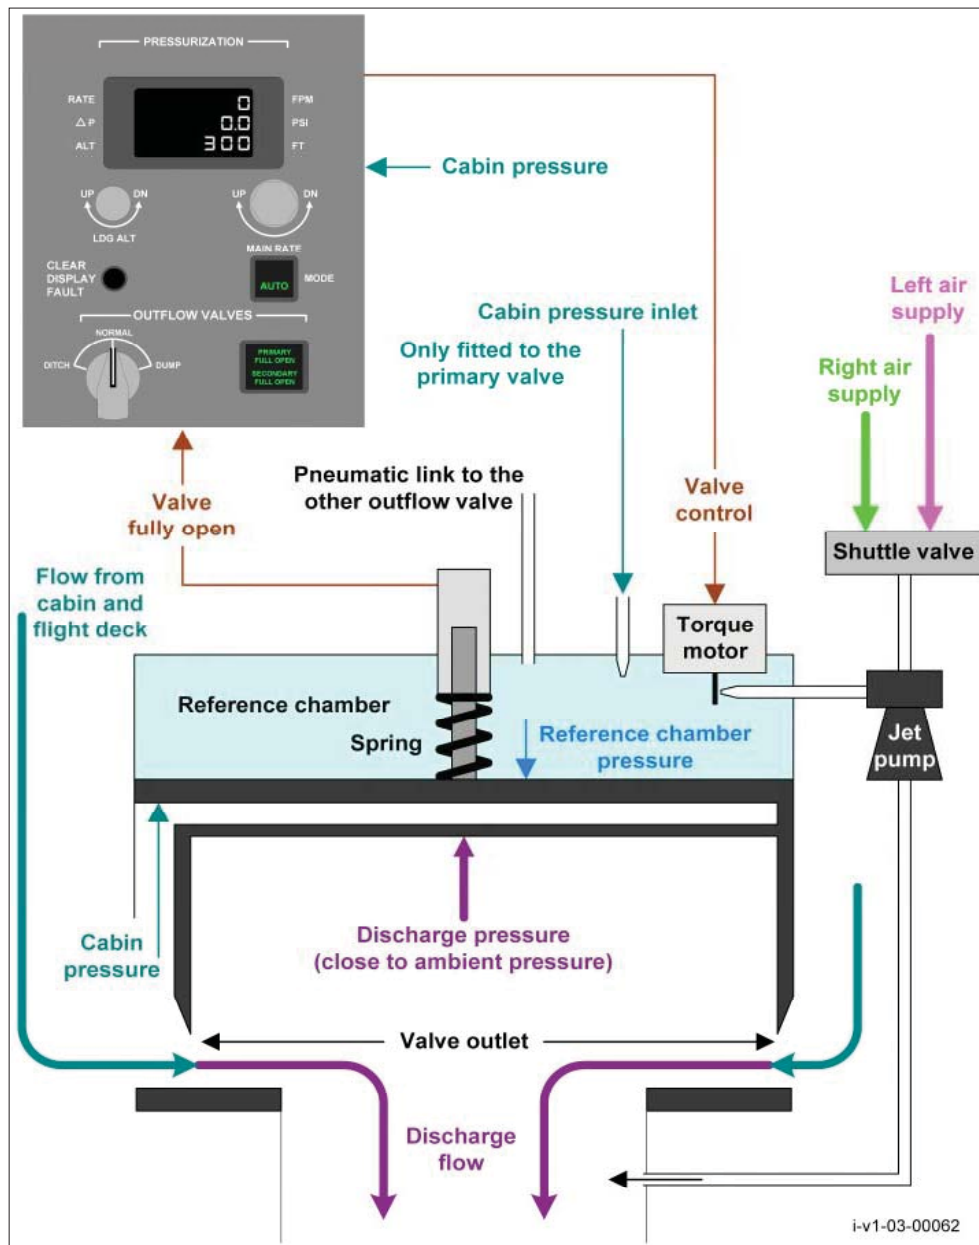 PRESSURIZATION
RATE 0 FPM
△ P 0.0 PSI
ALT 300 FT
UP DN
LDG ALT
UP DN
MAIN RATE
CLEAR
DISPLAY
FAULT
AUTO
MODE
OUTFLOW VALVES
NORMAL
DITCH
DUMP
PRIMARY
FULL OPEN
SECONDARY
FULL OPEN
Cabin pressure
Cabin pressure inlet
Only fitted to the
primary valve
Left air
supply
Right air
supply
Valve
fully open
Pneumatic link to the
other outflow valve
Valve
control
Shuttle valve
Flow from
cabin and
flight deck
Torque
motor
Reference chamber
Spring
Reference chamber
pressure
Jet
pump
Cabin
pressure
Discharge pressure
(close to ambient pressure)
Valve outlet
Discharge
flow
i-v1-03-00062